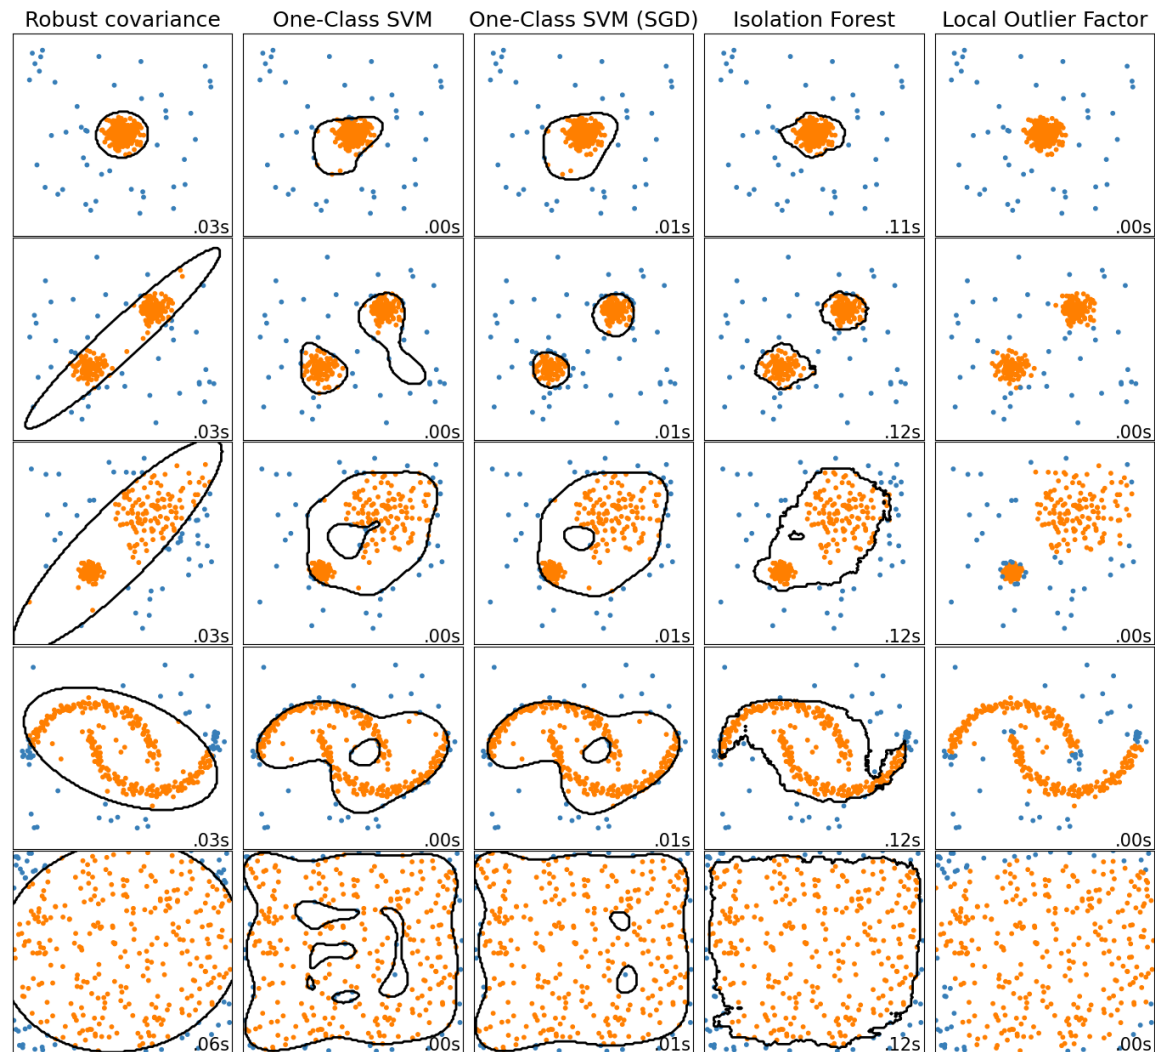 Robust covariance One-Class SVM One-Class SVM (SGD) Isolation Forest Local Outlier Factor
.03s .00s .01s .11s .00s
.03s .00s .01s .12s .00s
.03s .00s .01s .12s .00s
.03s .00s .01s .12s .00s
.06s .00s .01s .12s .00s